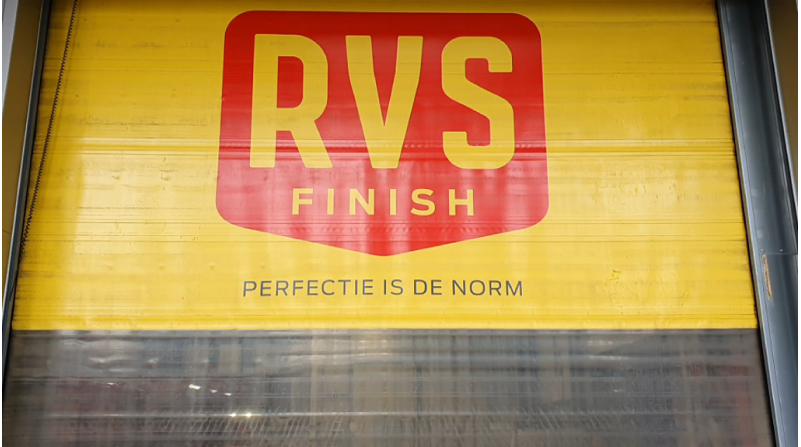 RVS
FINISH
PERFECTIE IS DE NORM